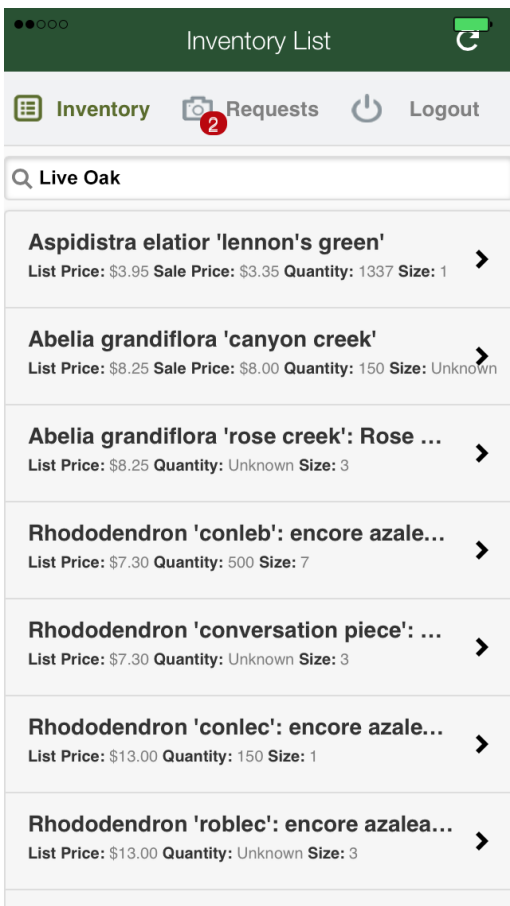 Inventory List
Inventory
2
Requests
Logout
Live Oak
Aspidistra elatior 'lennon's green'
List Price: $3.95 Sale Price: $3.35 Quantity: 1337 Size: 1
Abelia grandiflora 'canyon creek'
List Price: $8.25 Sale Price: $8.00 Quantity: 150 Size: Unknown
Abelia grandiflora 'rose creek': Rose ...
List Price: $8.25 Quantity: Unknown Size: 3
Rhododendron 'conleb': encore azale...
List Price: $7.30 Quantity: 500 Size: 7
Rhododendron 'conversation piece': ...
List Price: $7.30 Quantity: Unknown Size: 3
Rhododendron 'conlec': encore azale...
List Price: $13.00 Quantity: 150 Size: 1
Rhododendron 'roblec': encore azalea...
List Price: $13.00 Quantity: Unknown Size: 3